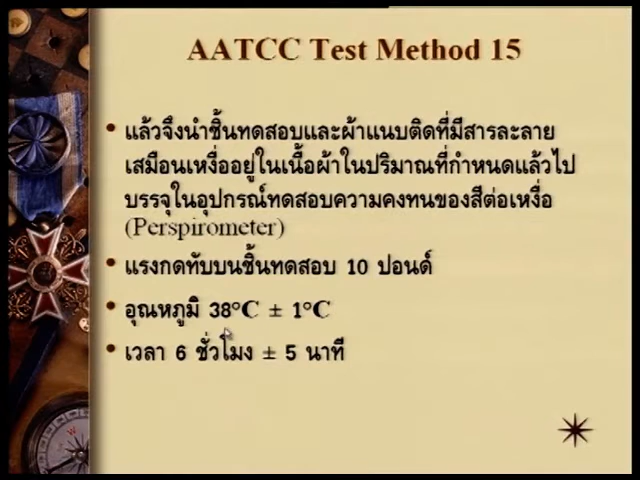 AATCC Test Method 15
• แล้วจึงนำชิ้นทดสอบและผ้าแนบติดที่มีสารละลาย
เสมือนเหงื่ออยู่ในเนื้อผ้าในปริมาณที่กำหนดแล้วไป
บรรจุในอุปกรณ์ทดสอบความคงทนของสีต่อเหงื่อ
(Perspirometer)
• แรงกดทับบนชิ้นทดสอบ 10 ปอนด์
• อุณหภูมิ 38°C ± 1°C
• เวลา 6 ชั่วโมง ± 5 นาที